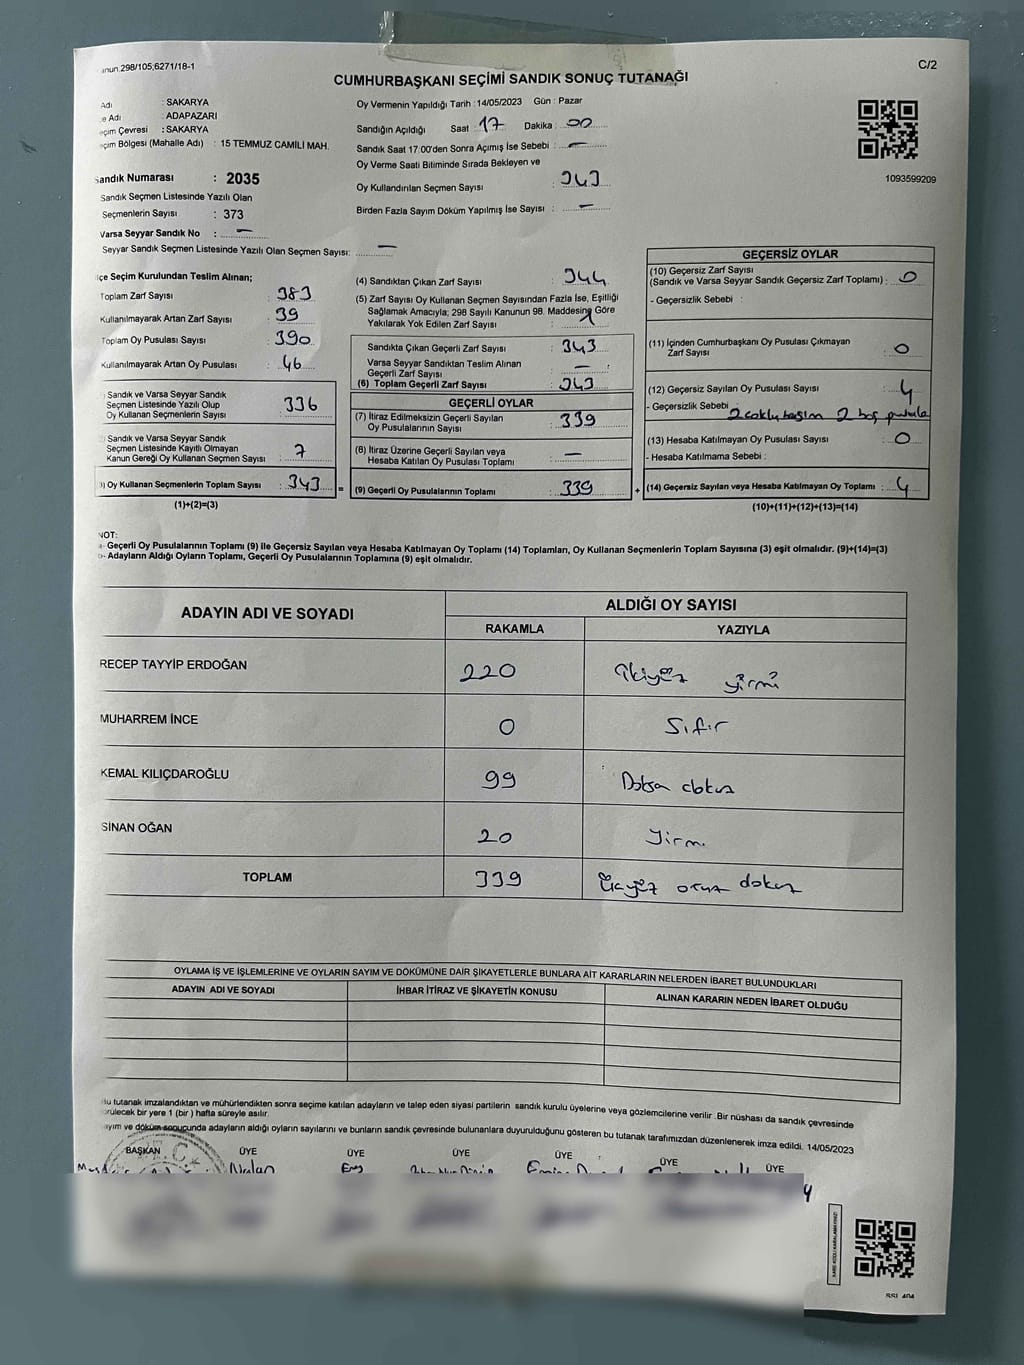 anun:298/105;6271/18-1
C/2
CUMHURBAŞKANI SEÇİMİ SANDIK SONUÇ TUTANAĞI
Adı : SAKARYA
e Adı : ADAPAZARI
eçim Çevresi : SAKARYA
çim Bölgesi (Mahalle Adı) : 15 TEMMUZ CAMİLİ MAH.
Sandık Numarası : 2035
Sandık Seçmen Listesinde Yazılı Olan
Seçmenlerin Sayısı : 373
Varsa Seyyar Sandık No : —
Seyyar Sandık Seçmen Listesinde Yazılı Olan Seçmen Sayısı: —
Oy Vermenin Yapıldığı Tarih : 14/05/2023 Gün : Pazar
Sandığın Açıldığı Saat 17 Dakika 00
Sandık Saat 17:00'den Sonra Açımış İse Sebebi : —
Oy Verme Saati Bitiminde Sırada Bekleyen ve
Oy Kullandırılan Seçmen Sayısı : 343
Birden Fazla Sayım Döküm Yapılmış İse Sayısı : —
1093599209
lçe Seçim Kurulundan Teslim Alınan;
Toplam Zarf Sayısı : 383
Kullanılmayarak Artan Zarf Sayısı : 39
Toplam Oy Pusulası Sayısı : 390
Kullanılmayarak Artan Oy Pusulası : 46
) Sandık ve Varsa Seyyar Sandık
Seçmen Listesinde Yazılı Olup
Oy Kullanan Seçmenlerin Sayısı : 336
) Sandık ve Varsa Seyyar Sandık
Seçmen Listesinde Kayıtlı Olmayan
Kanun Gereği Oy Kullanan Seçmen Sayısı : 7
) Oy Kullanan Seçmenlerin Toplam Sayısı : 343 =
(1)+(2)=(3)
(4) Sandıktan Çıkan Zarf Sayısı : 344
(5) Zarf Sayısı Oy Kullanan Seçmen Sayısından Fazla İse, Eşitliği
Sağlamak Amacıyla; 298 Sayılı Kanunun 98. Maddesine Göre
Yakılarak Yok Edilen Zarf Sayısı : 1
Sandıkta Çıkan Geçerli Zarf Sayısı : 343
Varsa Seyyar Sandıktan Teslim Alınan
Geçerli Zarf Sayısı : —
(6) Toplam Geçerli Zarf Sayısı : 343
GEÇERLİ OYLAR
(7) İtiraz Edilmeksizin Geçerli Sayılan
Oy Pusulalarının Sayısı : 339
(8) İtiraz Üzerine Geçerli Sayılan veya
Hesaba Katılan Oy Pusulası Toplamı : —
(9) Geçerli Oy Pusulalarının Toplamı : 339 +
GEÇERSİZ OYLAR
(10) Geçersiz Zarf Sayısı
(Sandık ve Varsa Seyyar Sandık Geçersiz Zarf Toplamı) : 0
- Geçersizlik Sebebi :
(11) İçinden Cumhurbaşkanı Oy Pusulası Çıkmayan
Zarf Sayısı : 0
(12) Geçersiz Sayılan Oy Pusulası Sayısı : 4
- Geçersizlik Sebebi 2 çoklu basım 2 boş pusula
(13) Hesaba Katılmayan Oy Pusulası Sayısı : 0
- Hesaba Katılmama Sebebi :
(14) Geçersiz Sayılan veya Hesaba Katılmayan Oy Toplamı : 4
(10)+(11)+(12)+(13)=(14)
NOT:
a- Geçerli Oy Pusulalarının Toplamı (9) ile Geçersiz Sayılan veya Hesaba Katılmayan Oy Toplamı (14) Toplamları, Oy Kullanan Seçmenlerin Toplam Sayısına (3) eşit olmalıdır. (9)+(14)=(3)
b- Adayların Aldığı Oyların Toplamı, Geçerli Oy Pusulalarının Toplamına (9) eşit olmalıdır.
ADAYIN ADI VE SOYADI
ALDIĞI OY SAYISI
RAKAMLA YAZIYLA
RECEP TAYYİP ERDOĞAN 220 ikiyüz yirmi
MUHARREM İNCE 0 Sıfır
KEMAL KILIÇDAROĞLU 99 Doksa dokuz
SİNAN OĞAN 20 Yirmi
TOPLAM 339 Üçyüz otuz dokuz
OYLAMA İŞ VE İŞLEMLERİNE VE OYLARIN SAYIM VE DÖKÜMÜNE DAİR ŞİKAYETLERLE BUNLARA AİT KARARLARIN NELERDEN İBARET BULUNDUKLARI
ADAYIN ADI VE SOYADI İHBAR İTİRAZ VE ŞİKAYETİN KONUSU ALINAN KARARIN NEDEN İBARET OLDUĞU
Bu tutanak imzalandıktan ve mühürlendikten sonra seçime katılan adayların ve talep eden siyasi partilerin sandık kurulu üyelerine veya gözlemcilerine verilir. Bir nüshası da sandık çevresinde
örülecek bir yere 1 (bir) hafta süreyle asılır.
ayım ve döküm sonucunda adayların aldığı oyların sayılarını ve bunların sandık çevresinde bulunanlara duyurulduğunu gösteren bu tutanak tarafımızdan düzenlenerek imza edildi. 14/05/2023
BAŞKAN ÜYE ÜYE ÜYE ÜYE ÜYE ÜYE
T.C.